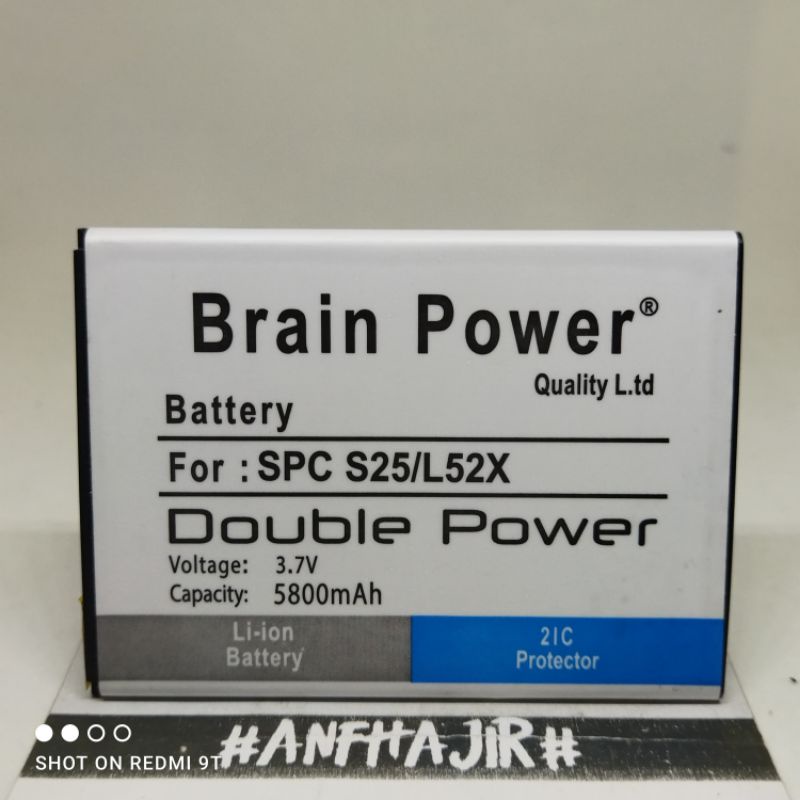 Brain Power®
Quality L.td
Battery
For : SPC S25/L52X
Double Power
Voltage: 3.7V
Capacity: 5800mAh
Li-ion
Battery
2IC
Protector
#ANFHAJIR#
SHOT ON REDMI 9T